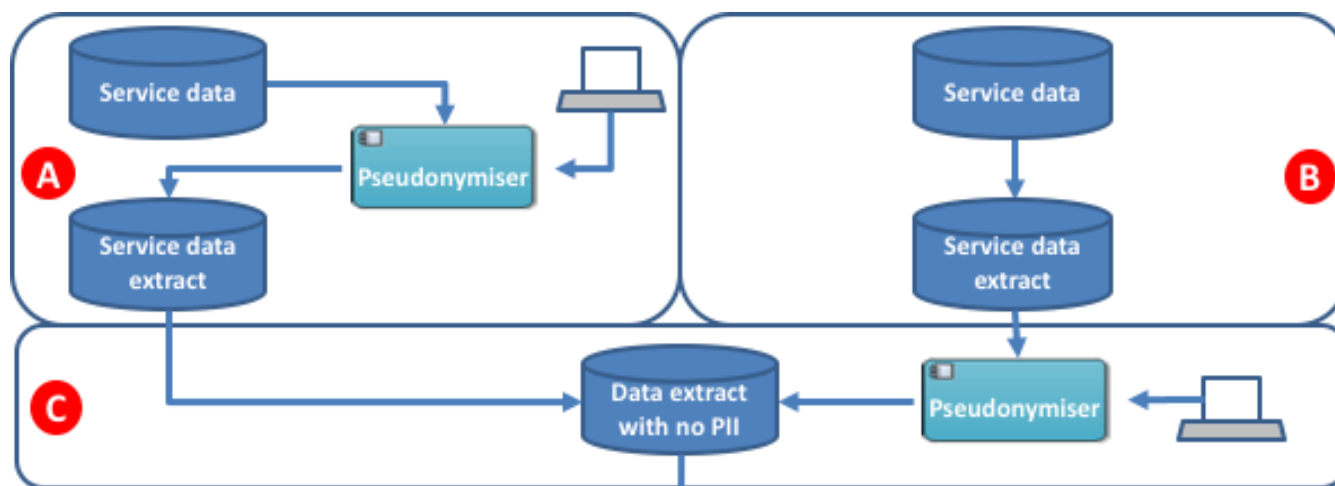 Service data
Pseudonymiser
A
Service data
extract
Service data
B
Service data
extract
C
Data extract
with no PII
Pseudonymiser